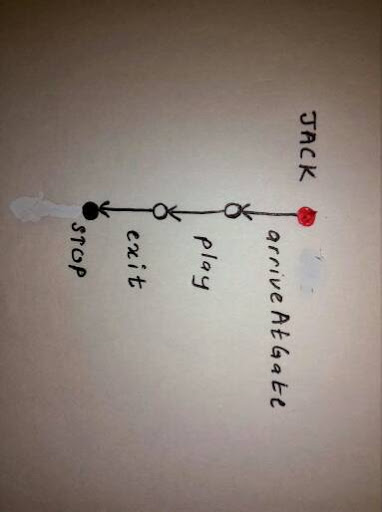 JACK
arriveAtGate
play
exit
STOP